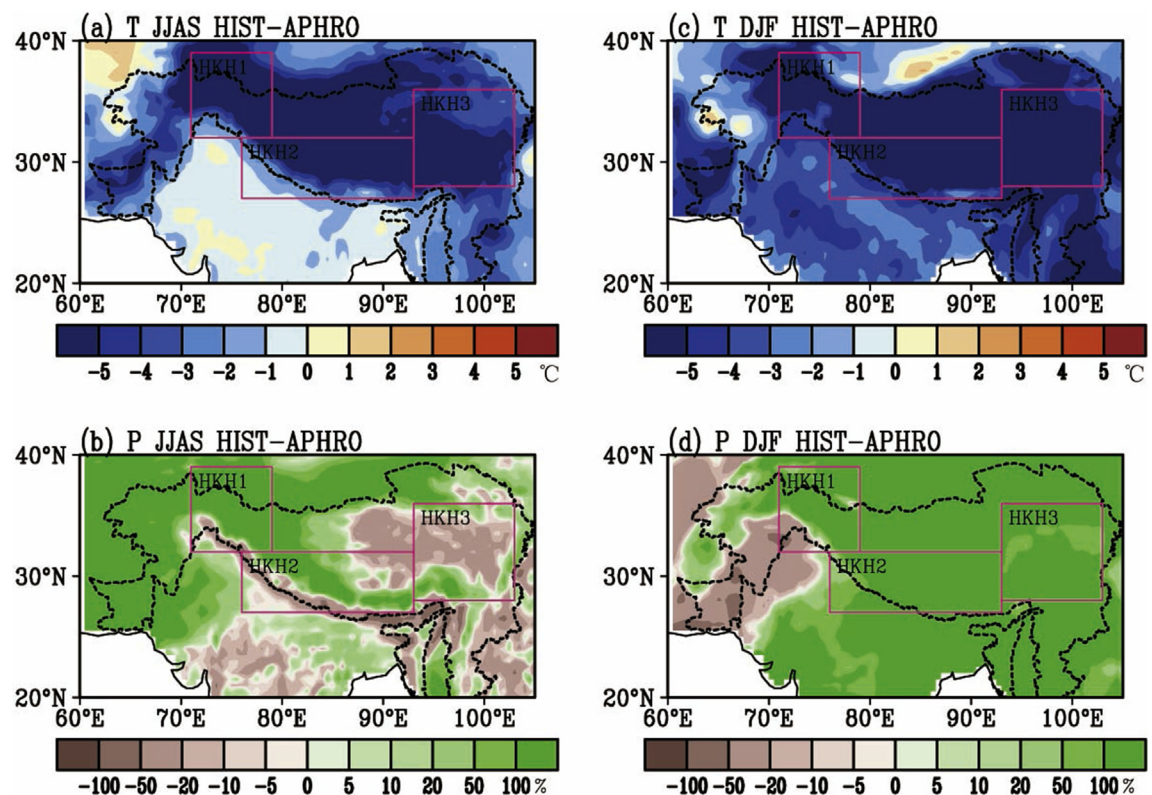 (a) T JJAS HIST-APHRO
40°N
30°N
20°N
HKH1
HKH2
HKH3
60°E 70°E 80°E 90°E 100°E
-5 -4 -3 -2 -1 0 1 2 3 4 5 ℃
(c) T DJF HIST-APHRO
40°N
30°N
20°N
HKH1
HKH2
HKH3
60°E 70°E 80°E 90°E 100°E
-5 -4 -3 -2 -1 0 1 2 3 4 5 ℃
(b) P JJAS HIST-APHRO
40°N
30°N
20°N
HKH1
HKH2
HKH3
60°E 70°E 80°E 90°E 100°E
-100 -50 -20 -10 -5 0 5 10 20 50 100%
(d) P DJF HIST-APHRO
40°N
30°N
20°N
HKH1
HKH2
HKH3
60°E 70°E 80°E 90°E 100°E
-100 -50 -20 -10 -5 0 5 10 20 50 100%